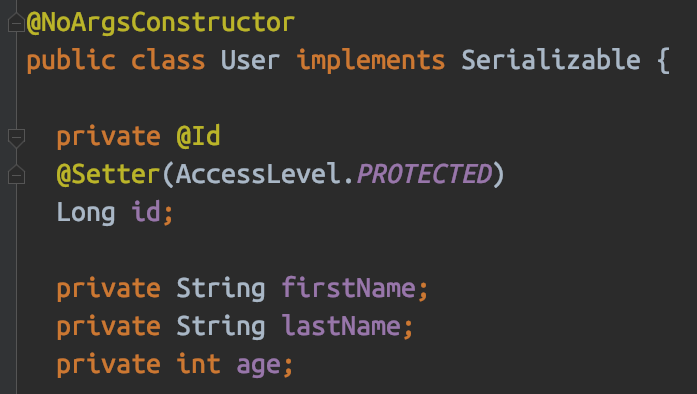 @NoArgsConstructor
public class User implements Serializable {
private @Id
@Setter(AccessLevel.PROTECTED)
Long id;
private String firstName;
private String lastName;
private int age;